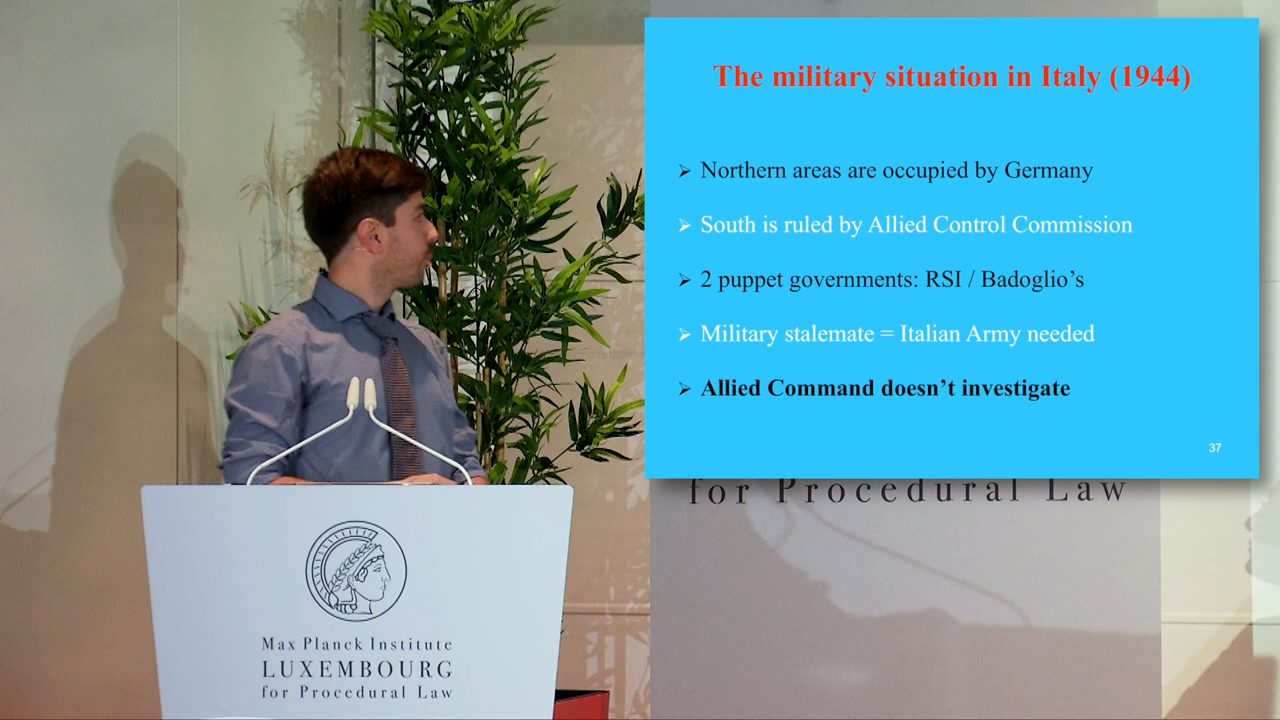 The military situation in Italy (1944)
Northern areas are occupied by Germany
South is ruled by Allied Control Commission
2 puppet governments: RSI / Badoglio’s
Military stalemate = Italian Army needed
Allied Command doesn’t investigate
37
for Procedural Law
Max Planck Institute
LUXEMBOURG
for Procedural Law